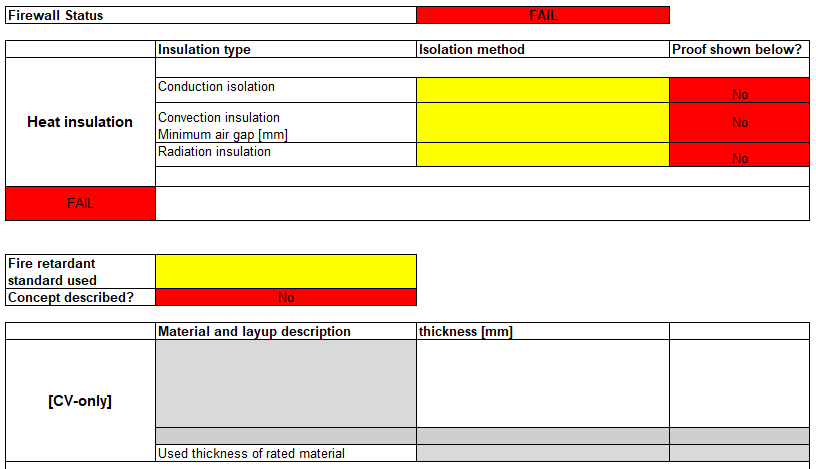 Firewall Status FAIL
Insulation type Isolation method Proof shown below?
Heat insulation
Conduction isolation No
Convection insulation
Minimum air gap [mm] No
Radiation insulation No
FAIL
Fire retardant
standard used
Concept described? No
Material and layup description thickness [mm]
[CV-only]
Used thickness of rated material